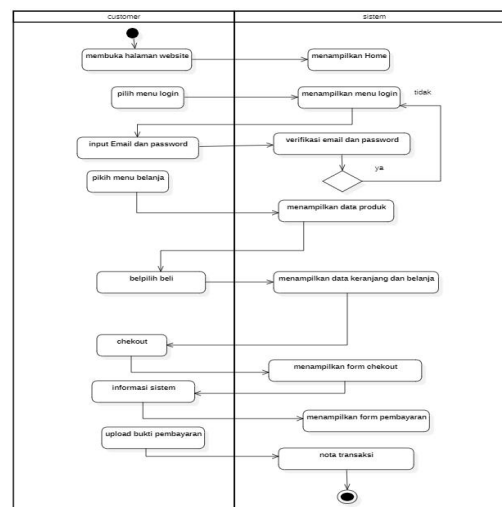 customer
sistem
membuka halaman website
menampilkan Home
pilih menu login
menampilkan menu login
tidak
input Email dan password
verifikasi email dan password
ya
pikih menu belanja
menampilkan data produk
belpilih beli
menampilkan data keranjang dan belanja
chekout
menampilkan form chekout
informasi sistem
menampilkan form pembayaran
upload bukti pembayaran
nota transaksi